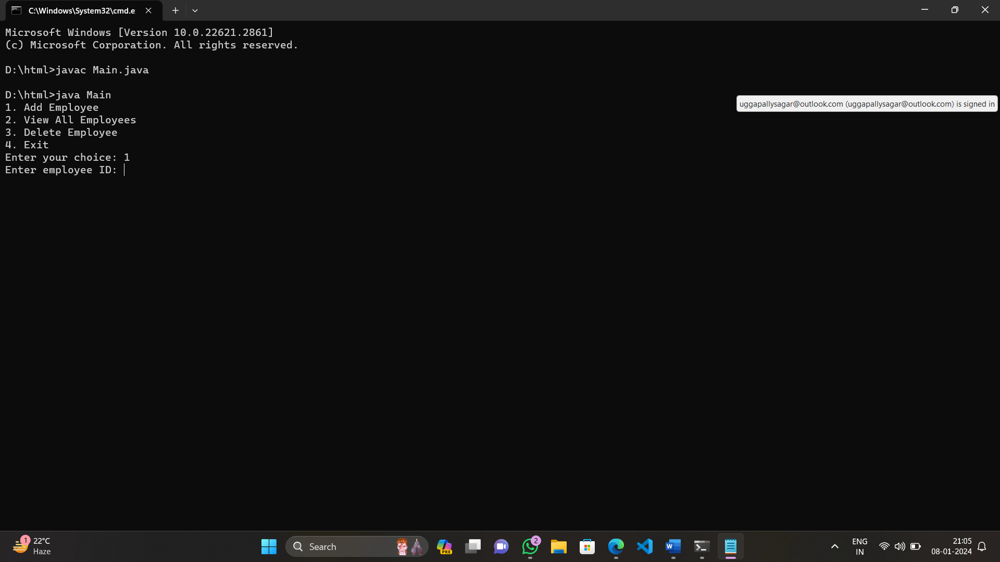 C:\Windows\System32\cmd.e
Microsoft Windows [Version 10.0.22621.2861]
(c) Microsoft Corporation. All rights reserved.
D:\html>javac Main.java
D:\html>java Main
1. Add Employee
uggapallysagar@outlook.com (uggapallysagar@outlook.com) is signed in
2. View All Employees
3. Delete Employee
4. Exit
Enter your choice: 1
Enter employee ID:
1
22°C
Haze
Search
PRE
2
W
ENG
IN
21:05
08-01-2024